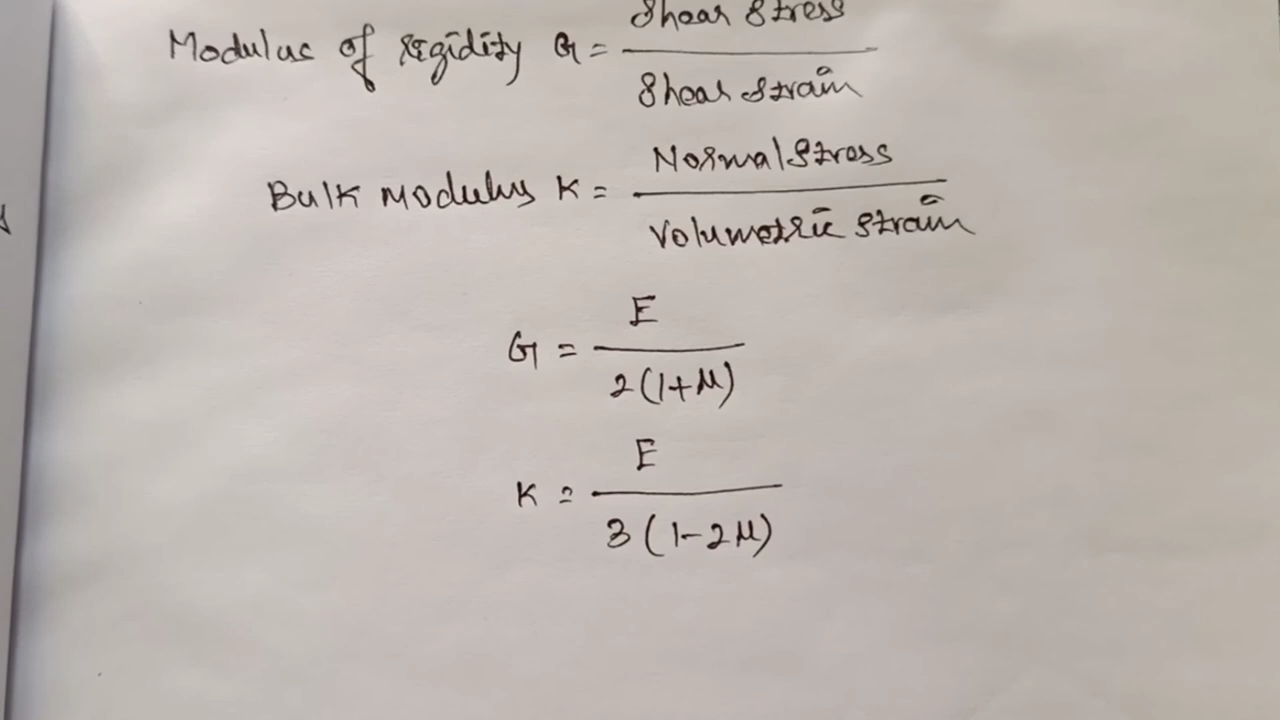 Modulus of rigidity G = Shear Stress / Shear Strain
Bulk Modulus K = Normal Stress / Volumetric Strain
G = E / 2(1+μ)
K = E / 3(1-2μ)